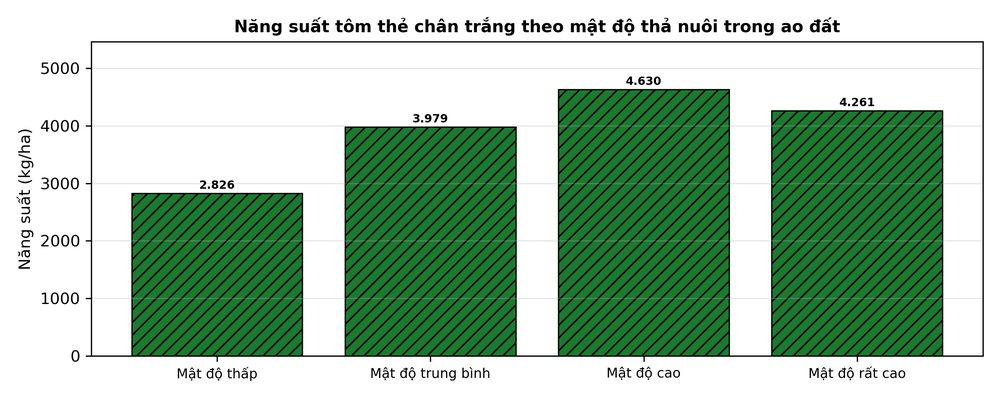 Năng suất tôm thẻ chân trắng theo mật độ thả nuôi trong ao đất
Năng suất (kg/ha)
5000
4000
3000
2000
1000
0
2.826
3.979
4.630
4.261
Mật độ thấp
Mật độ trung bình
Mật độ cao
Mật độ rất cao